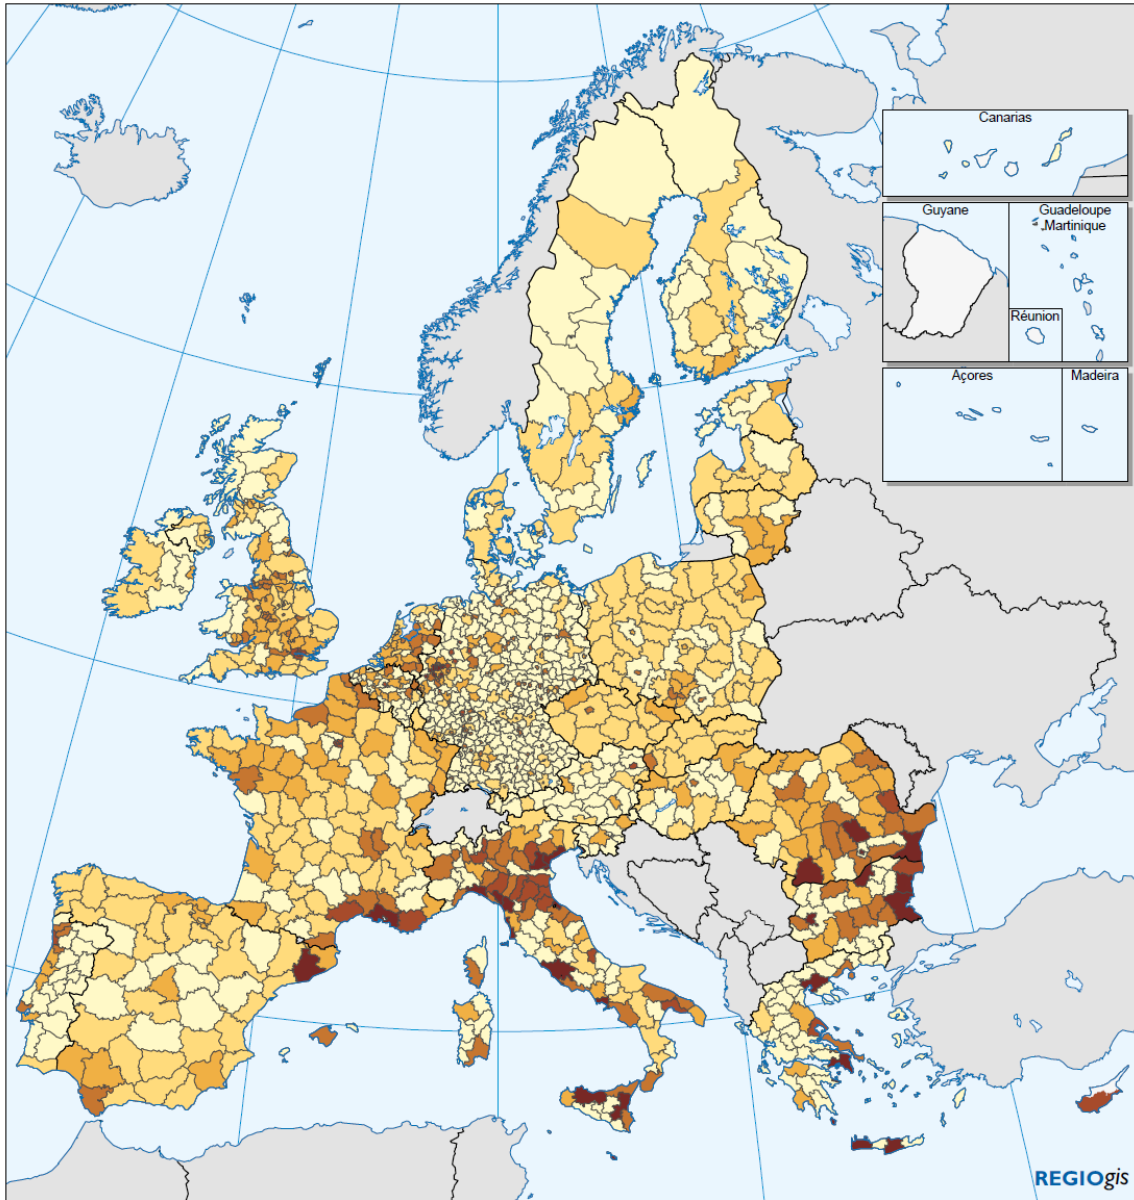 Canarias
Guyane
Guadeloupe
Martinique
Réunion
Açores
Madeira
REGIOgis